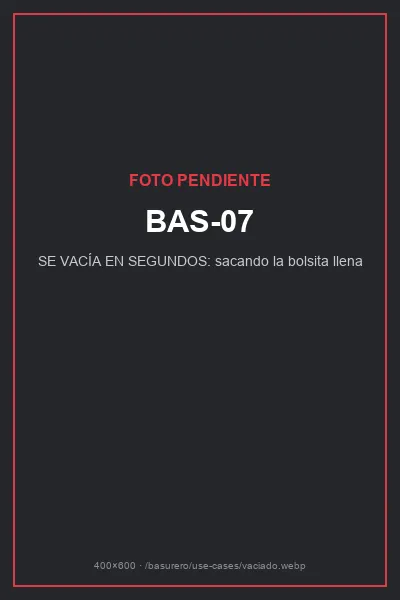 FOTO PENDIENTE
BAS-07
SE VACÍA EN SEGUNDOS: sacando la bolsita llena
400×600 · /basurero/use-cases/vaciado.webp